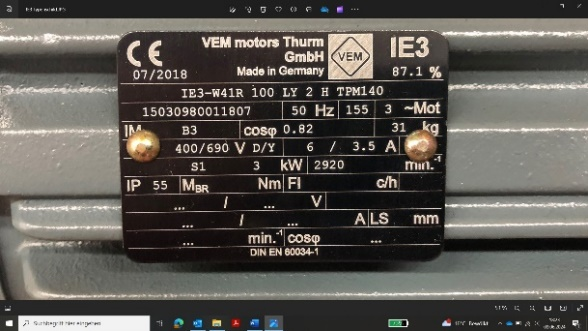 CE VEM motors Thurm GmbH VEM IE3
07/2018 Made in Germany 87.1 %
IE3-W41R 100 LY 2 H TPM140
15030980011807 50 Hz 155 3 ~Mot
IM B3 cosφ 0.82 31 kg
400/690 V D/Y 6 / 3.5 A
S1 3 kW 2920 min.-1
IP 55 MBR Nm FI c/h
... / ... V
... / ... A LS mm
... min.-1 cosφ ...
DIN EN 60034-1
Suchbegriff hier eingeben